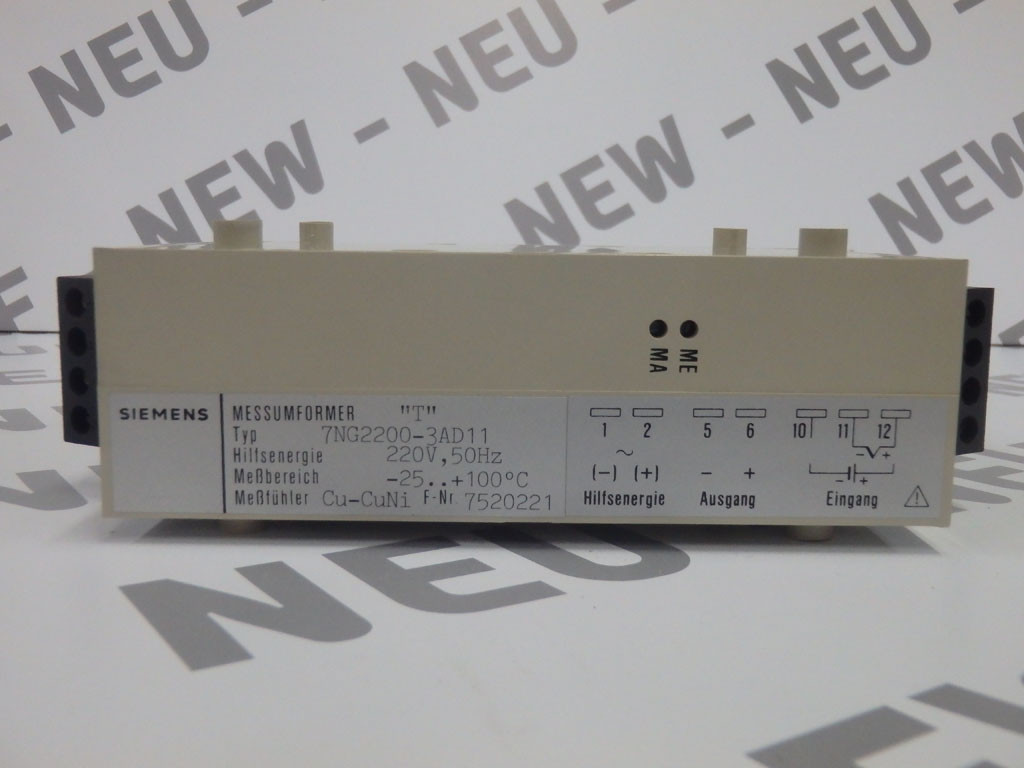 NEU -
NEU -
NEU
NEW -
NEW -
NEW
MA
ME
SIEMENS
MESSUMFORMER "T"
Typ 7NG2200-3AD11
Hilfsenergie 220V,50Hz
Meßbereich -25..+100°C
Meßfühler Cu-CuNi F-Nr. 7520221
1 2 5 6 10 11 12
~ - +
(-) (+) - + - +
Hilfsenergie Ausgang Eingang
NEU